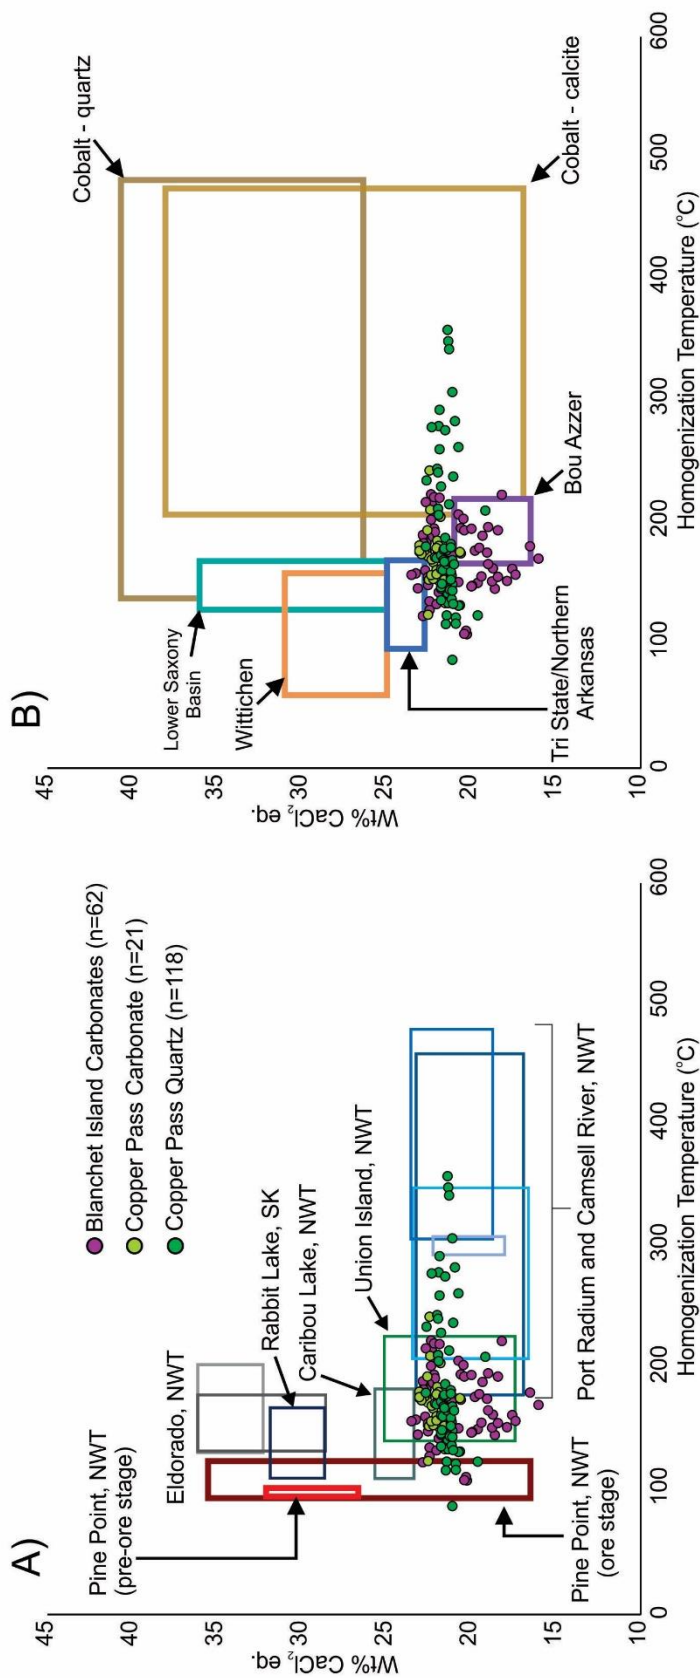 A)
Blanchet Island Carbonates (n=62)
Copper Pass Carbonate (n=21)
Copper Pass Quartz (n=118)
Pine Point, NWT
(pre-ore stage)
Eldorado, NWT
Rabbit Lake, SK
Caribou Lake, NWT
Union Island, NWT
Pine Point, NWT
(ore stage)
Port Radium and Camsell River, NWT
Wt% CaCl₂ eq.
45
40
35
30
25
20
15
10
0
100
200
300
400
500
600
Homogenization Temperature (°C)
B)
Cobalt - quartz
Lower Saxony
Basin
Wittichen
Tri State/Northern
Arkansas
Bou Azzer
Cobalt - calcite
Wt% CaCl₂ eq.
45
40
35
30
25
20
15
10
0
100
200
300
400
500
600
Homogenization Temperature (°C)